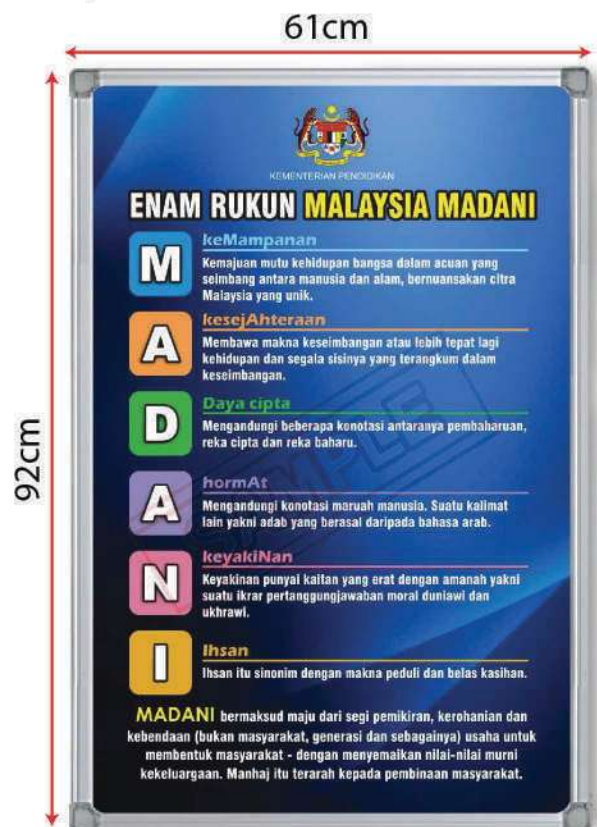 61cm
92cm
KEMENTERIAN PENDIDIKAN
ENAM RUKUN MALAYSIA MADANI
M
keMampanan
Kemajuan mutu kehidupan bangsa dalam acuan yang
seimbang antara manusia dan alam, bernuansakan citra
Malaysia yang unik.
A
kesejAhteraan
Membawa makna keseimbangan atau lebih tepat lagi
kehidupan dan segala sisinya yang terangkum dalam
keseimbangan.
D
Daya cipta
Mengandungi beberapa konotasi antaranya pembaharuan,
reka cipta dan reka baharu.
A
hormAt
Mengandungi konotasi maruah manusia. Suatu kalimat
lain yakni adab yang berasal daripada bahasa arab.
N
keyakiNan
Keyakinan punyai kaitan yang erat dengan amanah yakni
suatu ikrar pertanggungjawaban moral duniawi dan
ukhrawi.
I
Ihsan
Ihsan itu sinonim dengan makna peduli dan belas kasihan.
MADANI bermaksud maju dari segi pemikiran, kerohanian dan
kebendaan (bukan masyarakat, generasi dan sebagainya) usaha untuk
membentuk masyarakat - dengan menyemaikan nilai-nilai murni
kekeluargaan. Manhaj itu terarah kepada pembinaan masyarakat.
SAMPLE